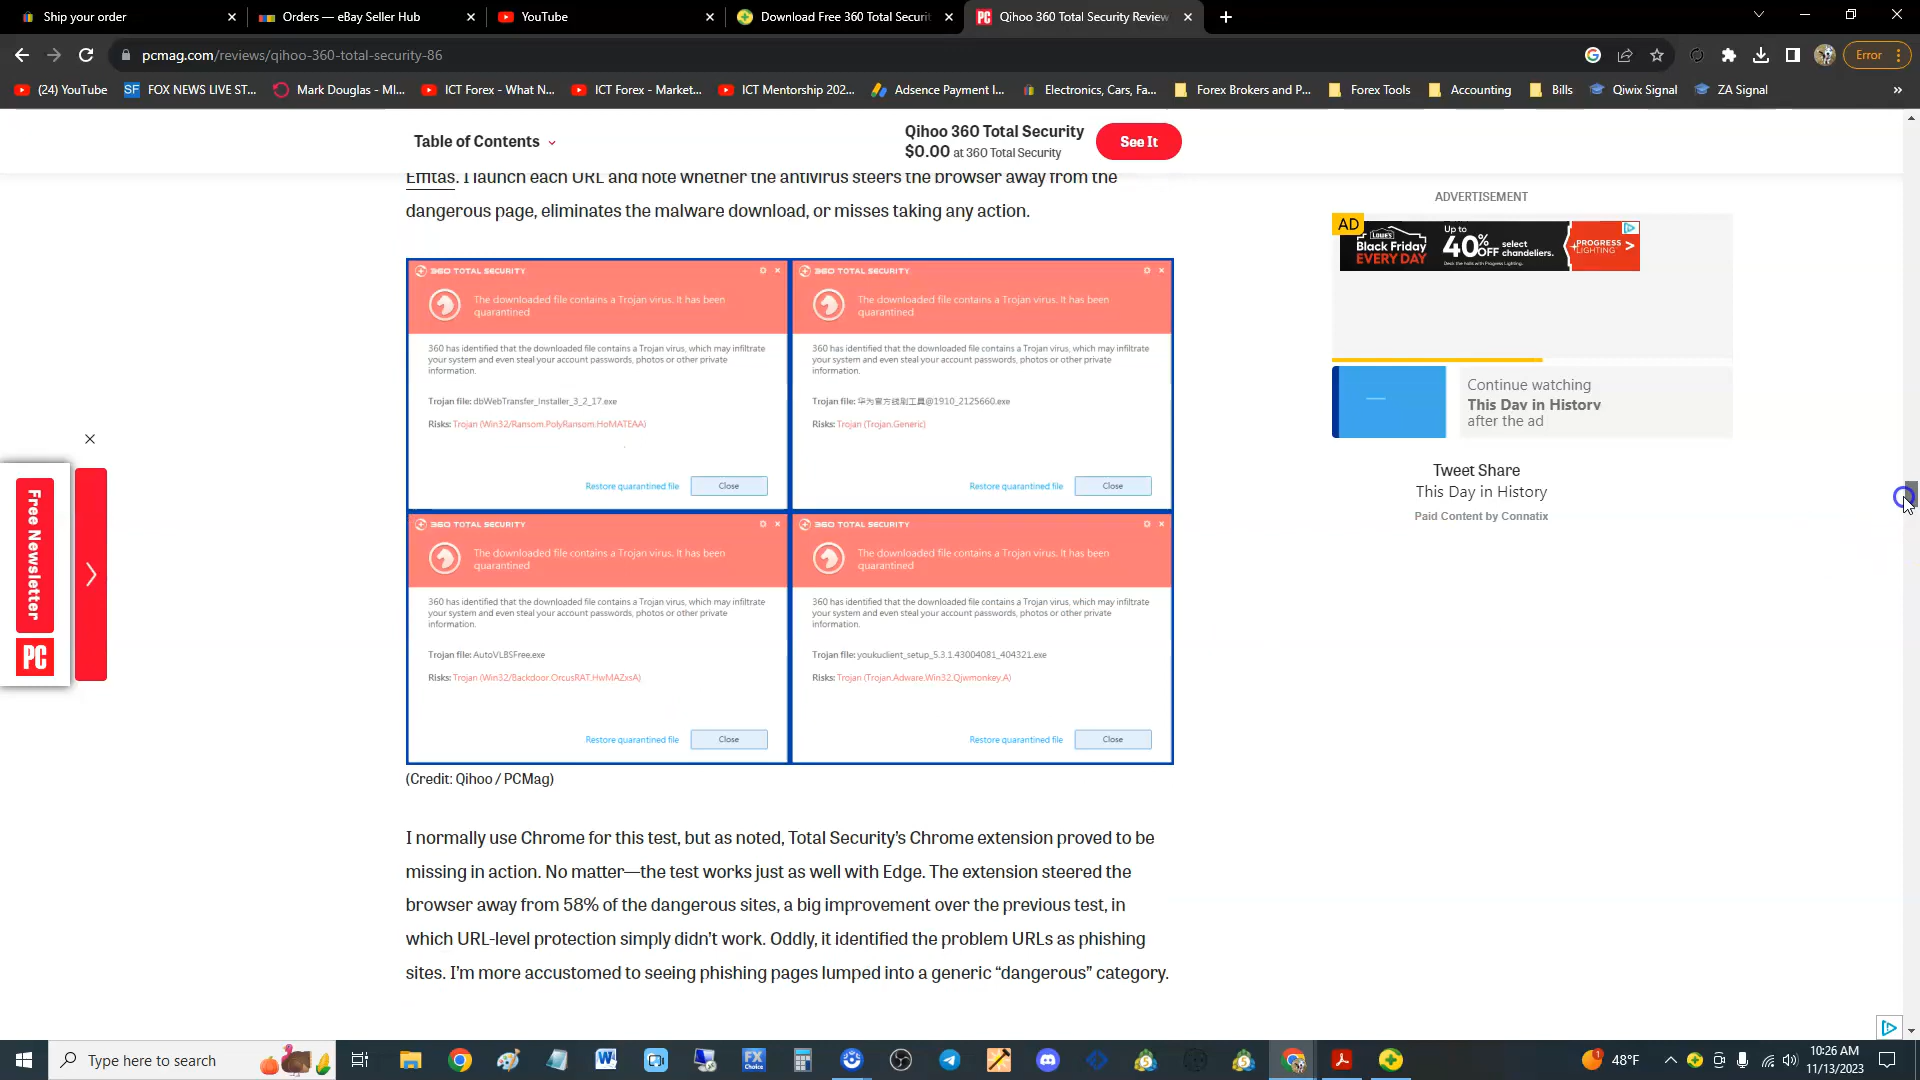 Ship your order
Orders — eBay Seller Hub
YouTube
Download Free 360 Total Securit
Qihoo 360 Total Security Review
pcmag.com/reviews/qihoo-360-total-security-86
Error
(24) YouTube
SF FOX NEWS LIVE ST...
Mark Douglas - MI...
ICT Forex - What N...
ICT Forex - Market...
ICT Mentorship 202...
Adsence Payment I...
Electronics, Cars, Fa...
Forex Brokers and P...
Forex Tools
Accounting
Bills
Qiwix Signal
ZA Signal
»
Table of Contents
Qihoo 360 Total Security
$0.00 at 360 Total Security
See It
Effitas. I launch each URL and note whether the antivirus steers the browser away from the
dangerous page, eliminates the malware download, or misses taking any action.
360 TOTAL SECURITY
The downloaded file contains a Trojan virus. It has been
quarantined
360 has identified that the downloaded file contains a Trojan virus, which may infiltrate
your system and even steal your account passwords, photos or other private
information.
Trojan file: dbWebTransfer_Installer_3_2_17.exe
Risks: Trojan (Win32/Ransom.PolyRansom.HoMATEAA)
Restore quarantined file
Close
360 TOTAL SECURITY
The downloaded file contains a Trojan virus. It has been
quarantined
360 has identified that the downloaded file contains a Trojan virus, which may infiltrate
your system and even steal your account passwords, photos or other private
information.
Trojan file: 华为官方线刷工具@1910_2125660.exe
Risks: Trojan (Trojan.Generic)
Restore quarantined file
Close
360 TOTAL SECURITY
The downloaded file contains a Trojan virus. It has been
quarantined
360 has identified that the downloaded file contains a Trojan virus, which may infiltrate
your system and even steal your account passwords, photos or other private
information.
Trojan file: AutoVLBSFree.exe
Risks: Trojan (Win32/Backdoor.OrcusRAT.HwMAZxsA)
Restore quarantined file
Close
360 TOTAL SECURITY
The downloaded file contains a Trojan virus. It has been
quarantined
360 has identified that the downloaded file contains a Trojan virus, which may infiltrate
your system and even steal your account passwords, photos or other private
information.
Trojan file: youkuclient_setup_5.3.1.43004081_404321.exe
Risks: Trojan (Trojan.Adware.Win32.Qjwmonkey.A)
Restore quarantined file
Close
(Credit: Qihoo / PCMag)
I normally use Chrome for this test, but as noted, Total Security's Chrome extension proved to be
missing in action. No matter—the test works just as well with Edge. The extension steered the
browser away from 58% of the dangerous sites, a big improvement over the previous test, in
which URL-level protection simply didn't work. Oddly, it identified the problem URLs as phishing
sites. I'm more accustomed to seeing phishing pages lumped into a generic “dangerous” category.
ADVERTISEMENT
AD
LOWE'S
Black Friday
EVERY DAY
Up to
40% OFF
select
chandeliers.
PROGRESS
LIGHTING
Continue watching
This Day in History
after the ad
Tweet Share
This Day in History
Paid Content by Connatix
Free Newsletter
PC
Type here to search
FX
Choice
1
48°F
10:26 AM
11/13/2023